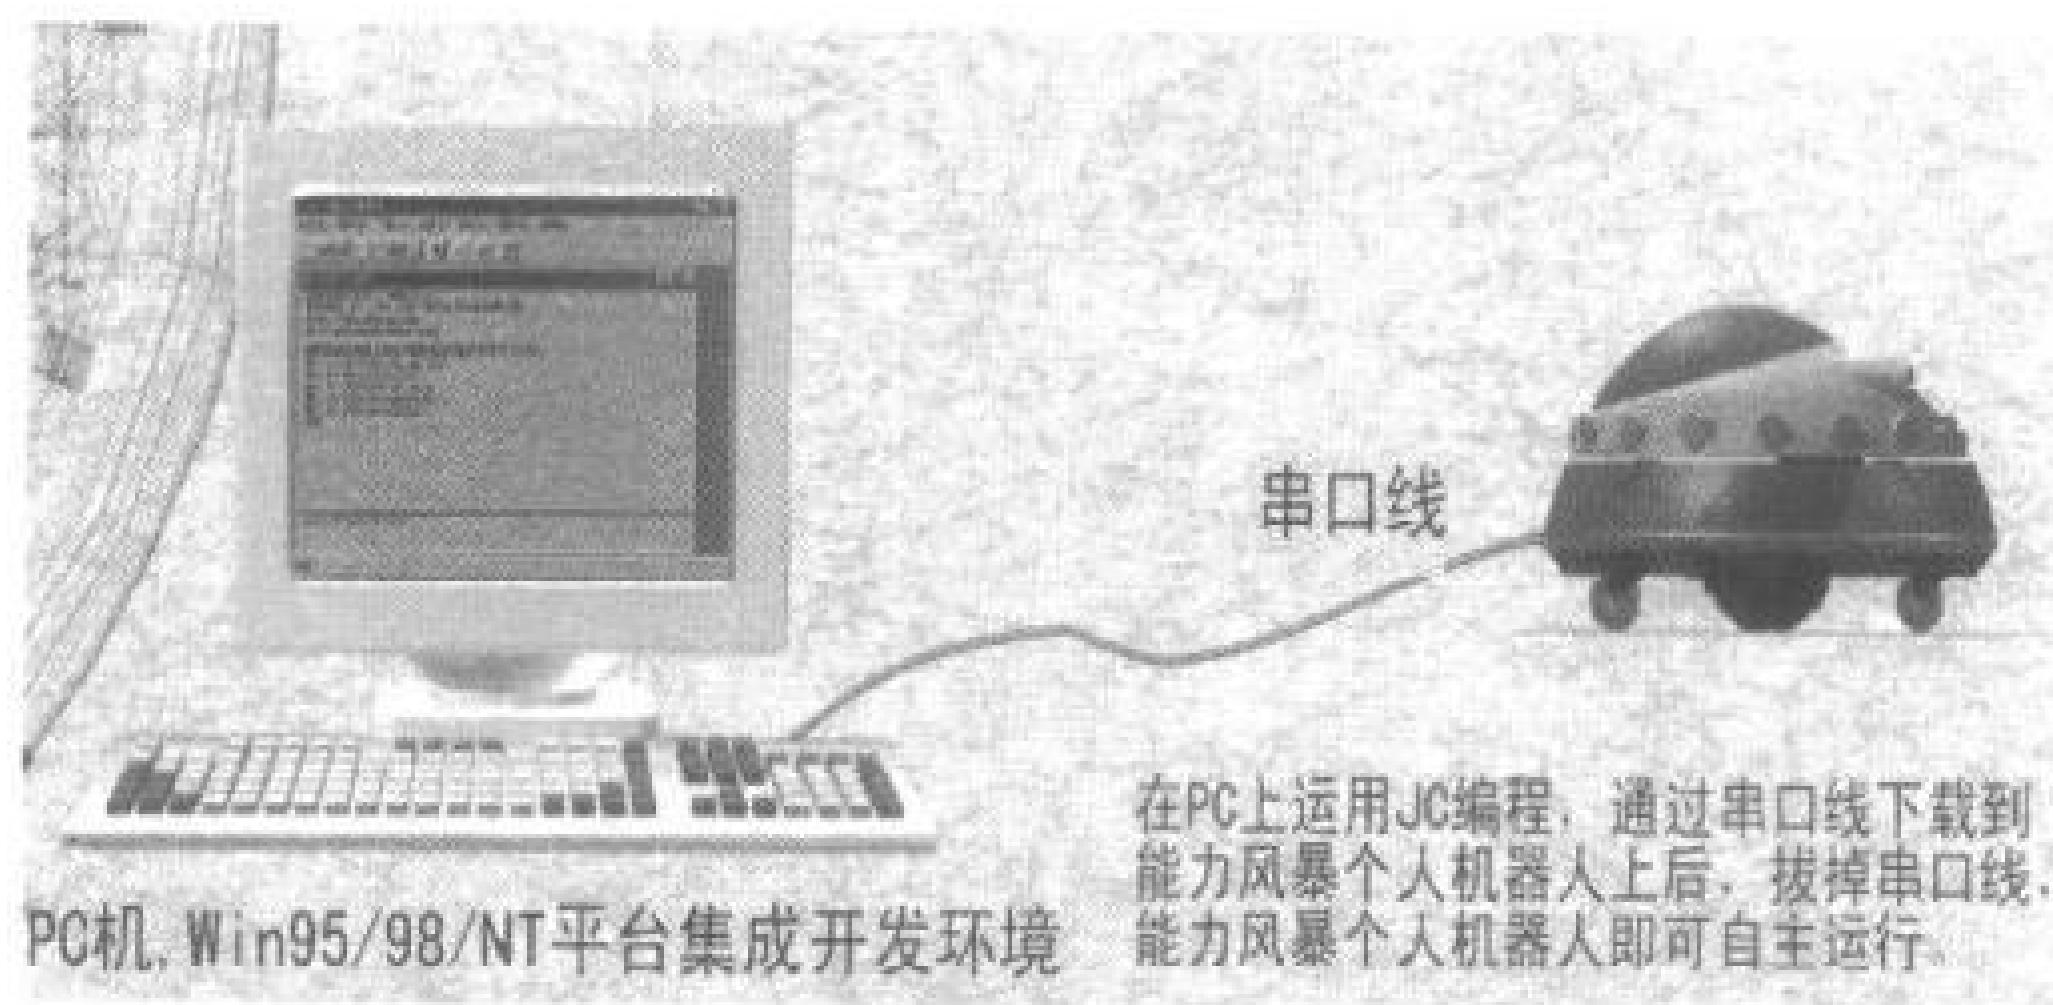 串口线
在PC上运用JC编程，通过串口线下载到
能力风暴个人机器人上后，拔掉串口线，
能力风暴个人机器人即可自主运行。
PC机,Win95/98/NT平台集成开发环境